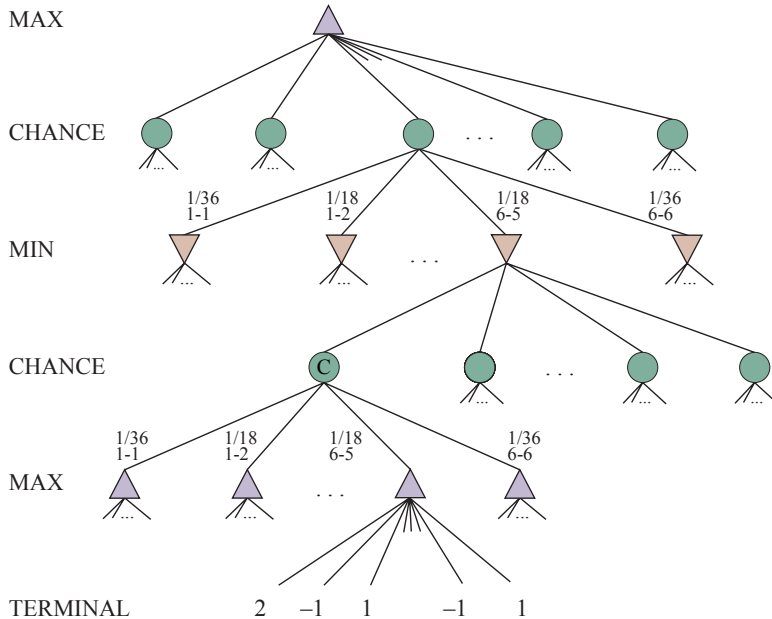 MAX
CHANCE
. . .
... ... ... ...
1/36 1/18 1/18 1/36
1-1 1-2 6-5 6-6
MIN
. . .
... ... ...
CHANCE
C
. . .
... ... ...
1/36 1/18 1/18 1/36
1-1 1-2 6-5 6-6
MAX
. . .
... ... ...
TERMINAL 2 –1 1 –1 1